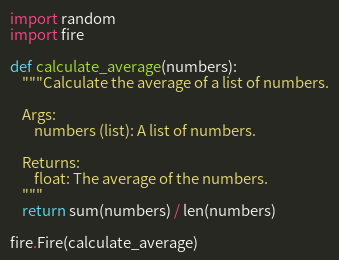 import random
import fire

def calculate_average(numbers):
    """Calculate the average of a list of numbers.

    Args:
        numbers (list): A list of numbers.

    Returns:
        float: The average of the numbers.
    """
    return sum(numbers) / len(numbers)

fire.Fire(calculate_average)